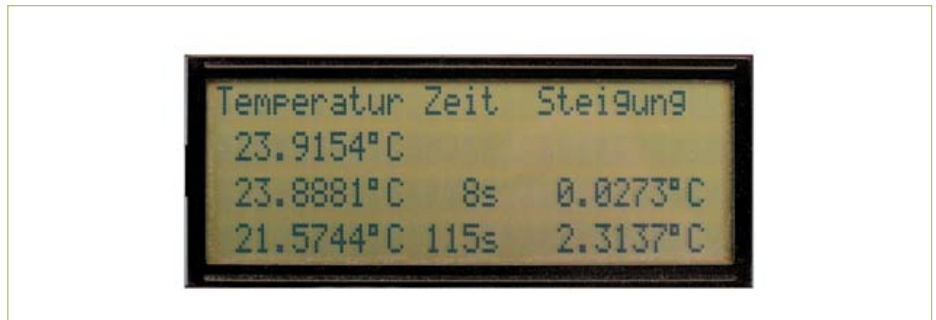 Temperatur Zeit Steigung
23.9154°C
23.8881°C 8s 0.0273°C
21.5744°C 115s 2.3137°C